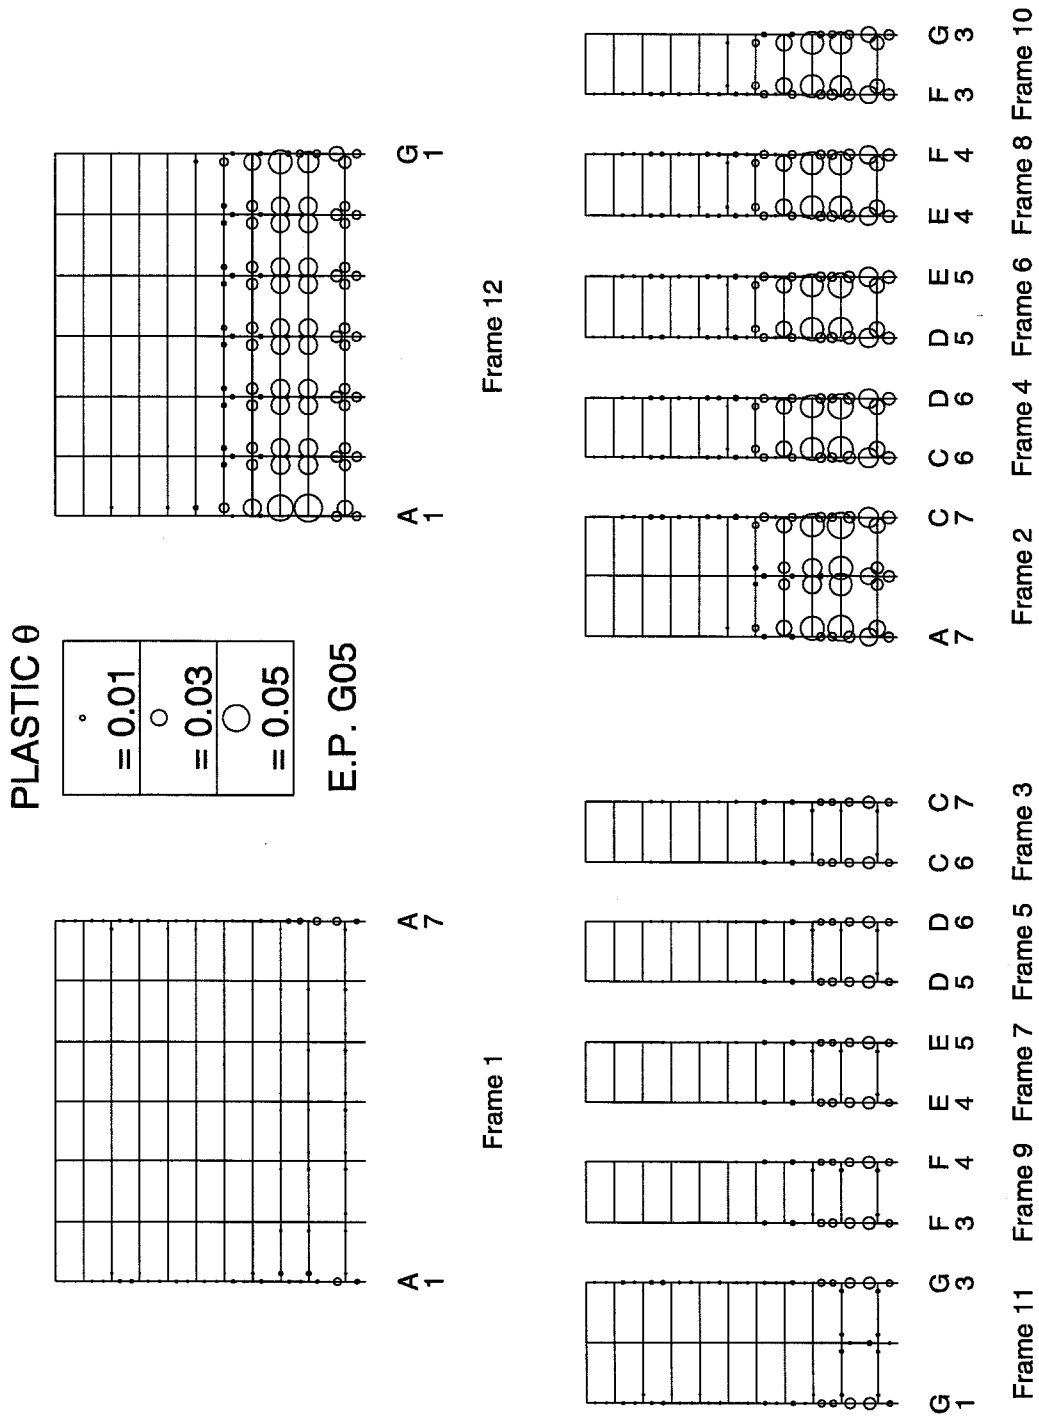 PLASTIC θ
= 0.01
= 0.03
= 0.05
E.P. G05
A A
1 7
Frame 1
A G
1 1
Frame 12
G G F F E E D D C C
1 3 3 4 4 5 5 6 6 7
Frame 11 Frame 9 Frame 7 Frame 5 Frame 3
A C C D D E E F F G
7 7 6 6 5 5 4 4 3 3
Frame 2 Frame 4 Frame 6 Frame 8 Frame 10